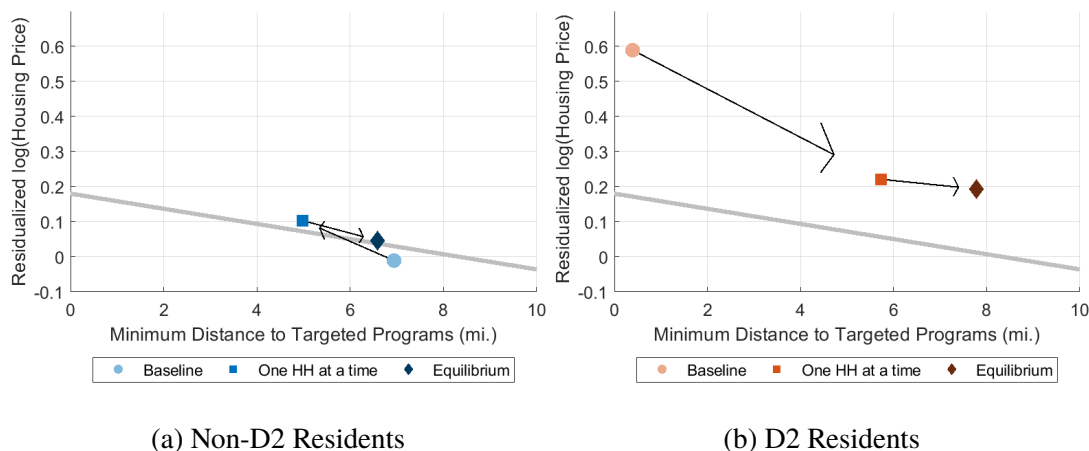 Residualized log(Housing Price)
0.6
0.5
0.4
0.3
0.2
0.1
0
-0.1
0 2 4 6 8 10
Minimum Distance to Targeted Programs (mi.)
Baseline One HH at a time Equilibrium
(a) Non-D2 Residents
Residualized log(Housing Price)
0.6
0.5
0.4
0.3
0.2
0.1
0
-0.1
0 2 4 6 8 10
Minimum Distance to Targeted Programs (mi.)
Baseline One HH at a time Equilibrium
(b) D2 Residents